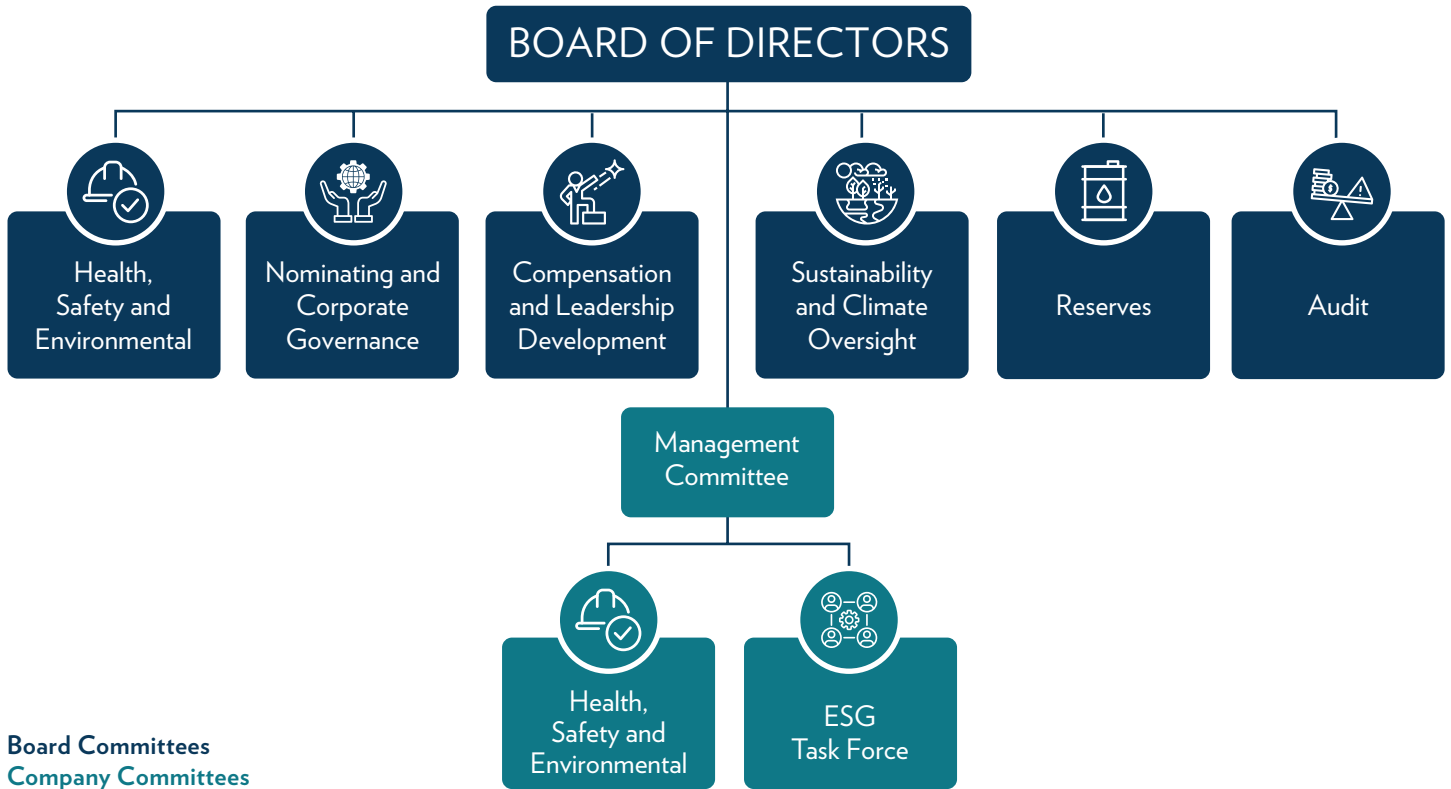 BOARD OF DIRECTORS
Health,
Safety and
Environmental
Nominating and
Corporate
Governance
Compensation
and Leadership
Development
Sustainability
and Climate
Oversight
Reserves
Audit
Management
Committee
Health,
Safety and
Environmental
ESG
Task Force
Board Committees
Company Committees